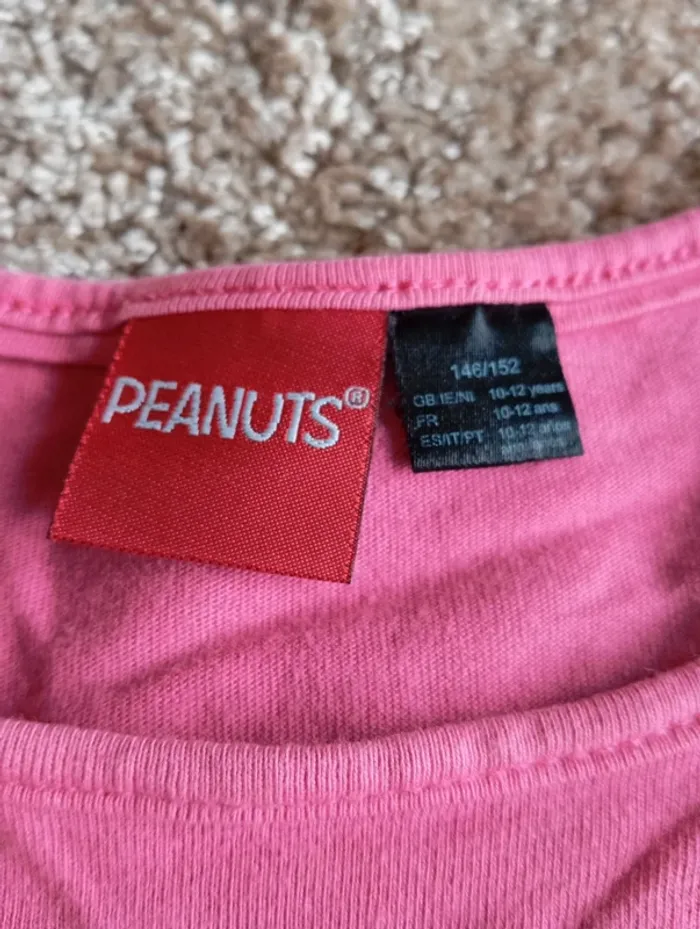 PEANUTS®
146/152
GB/IE/NL 10-12 years
FR 10-12 ans
ES/IT/PT 10-12 años